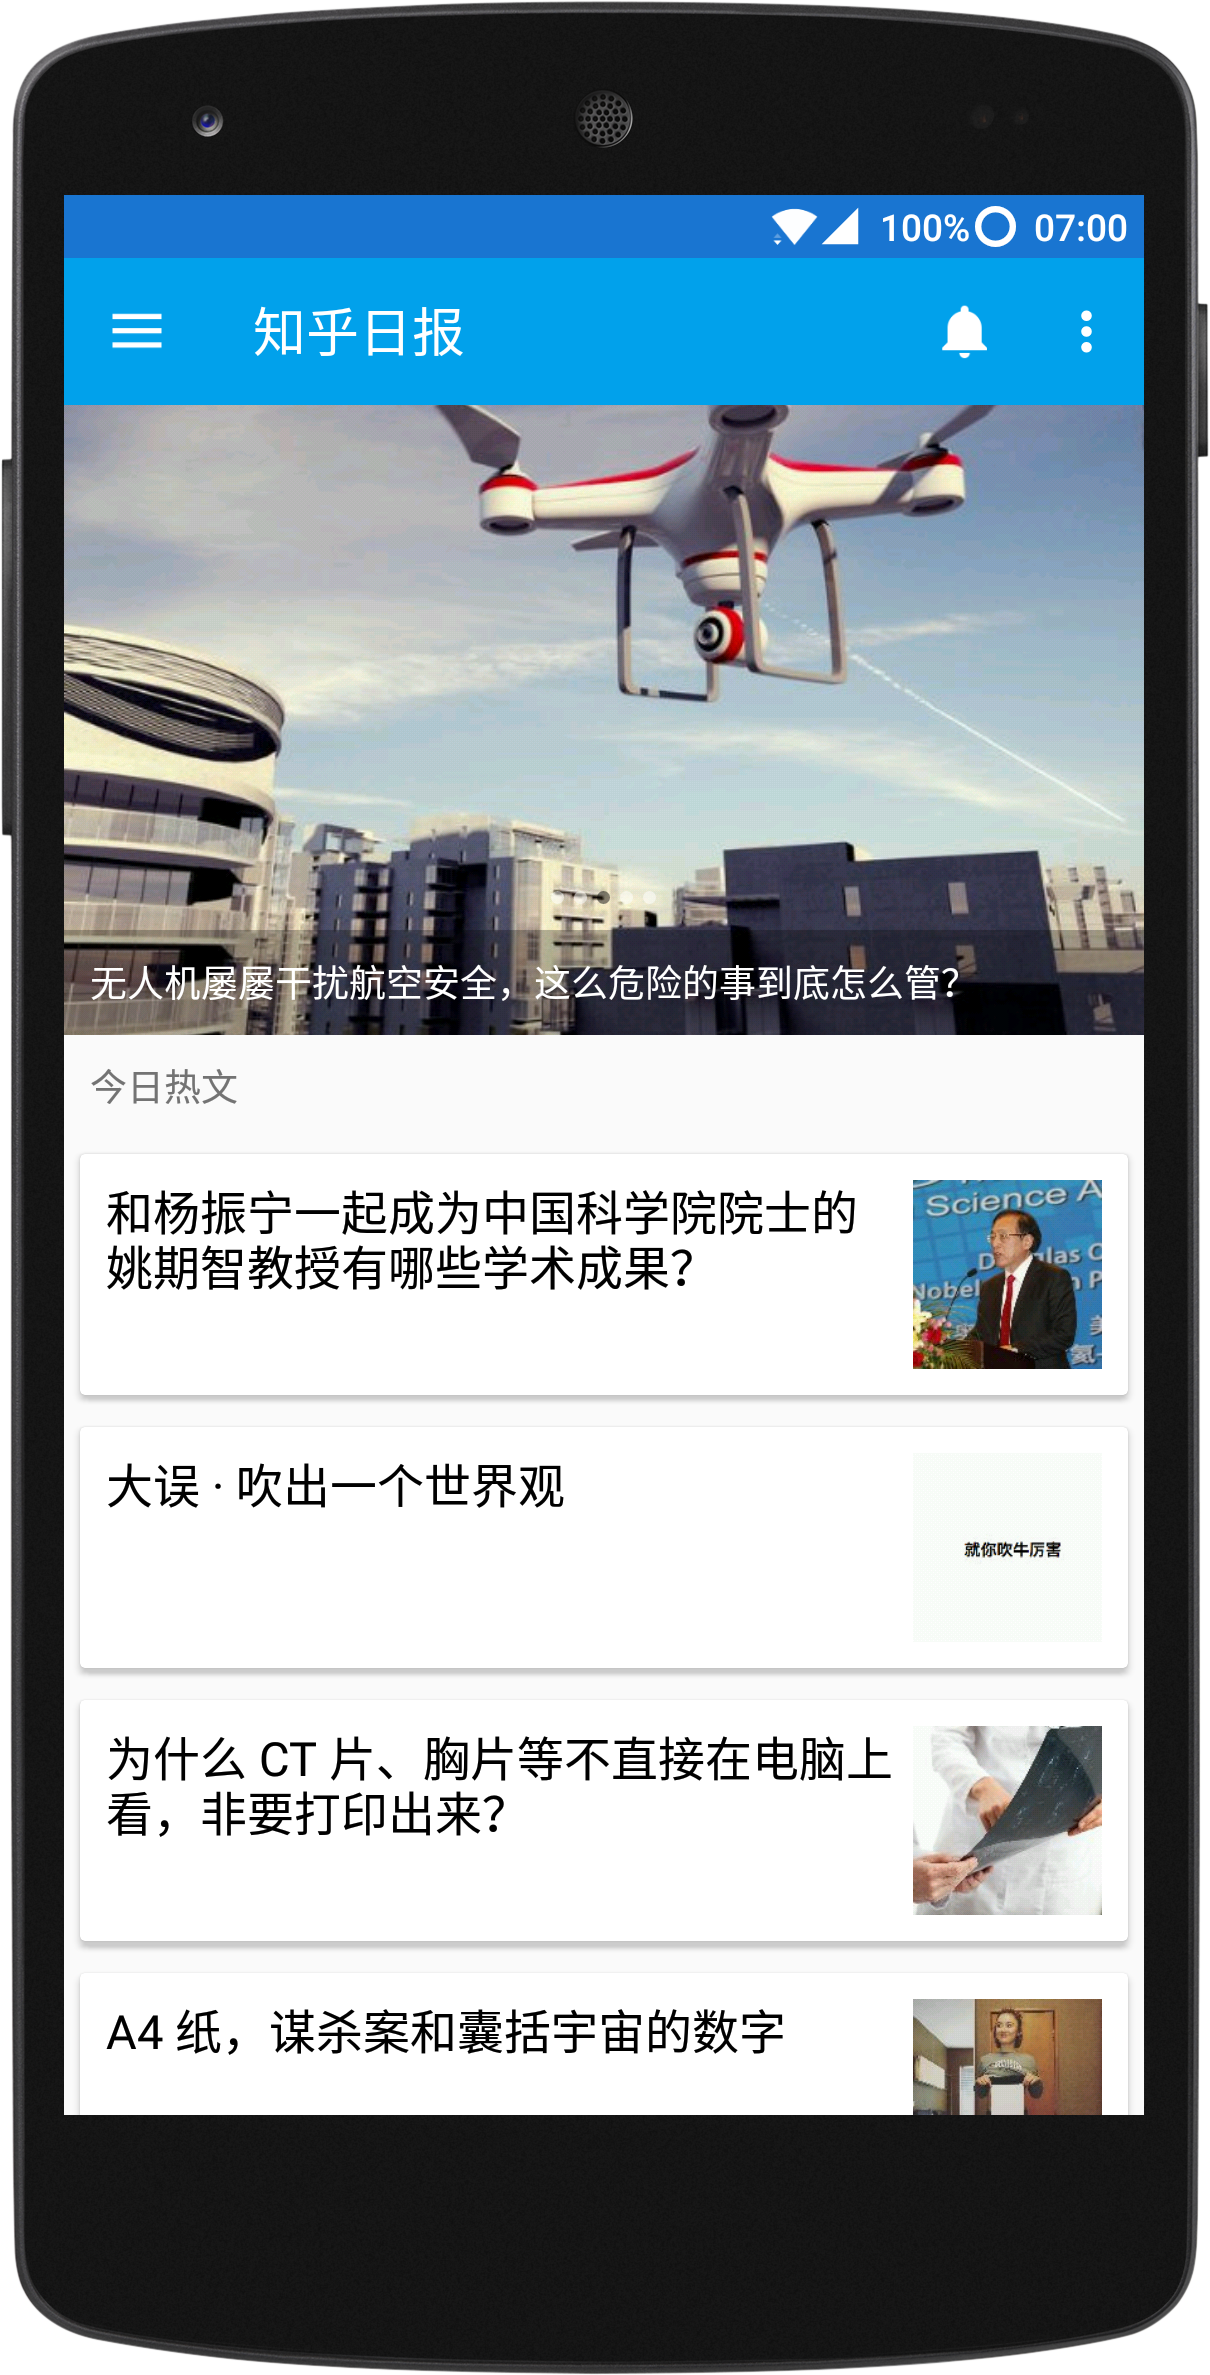 100% 07:00
知乎日报
无人机屡屡干扰航空安全，这么危险的事到底怎么管？
今日热文
和杨振宁一起成为中国科学院院士的
姚期智教授有哪些学术成果？
Science A
Nobel
大误 · 吹出一个世界观
就你吹牛厉害
为什么 CT 片、胸片等不直接在电脑上
看，非要打印出来？
A4 纸，谋杀案和囊括宇宙的数字